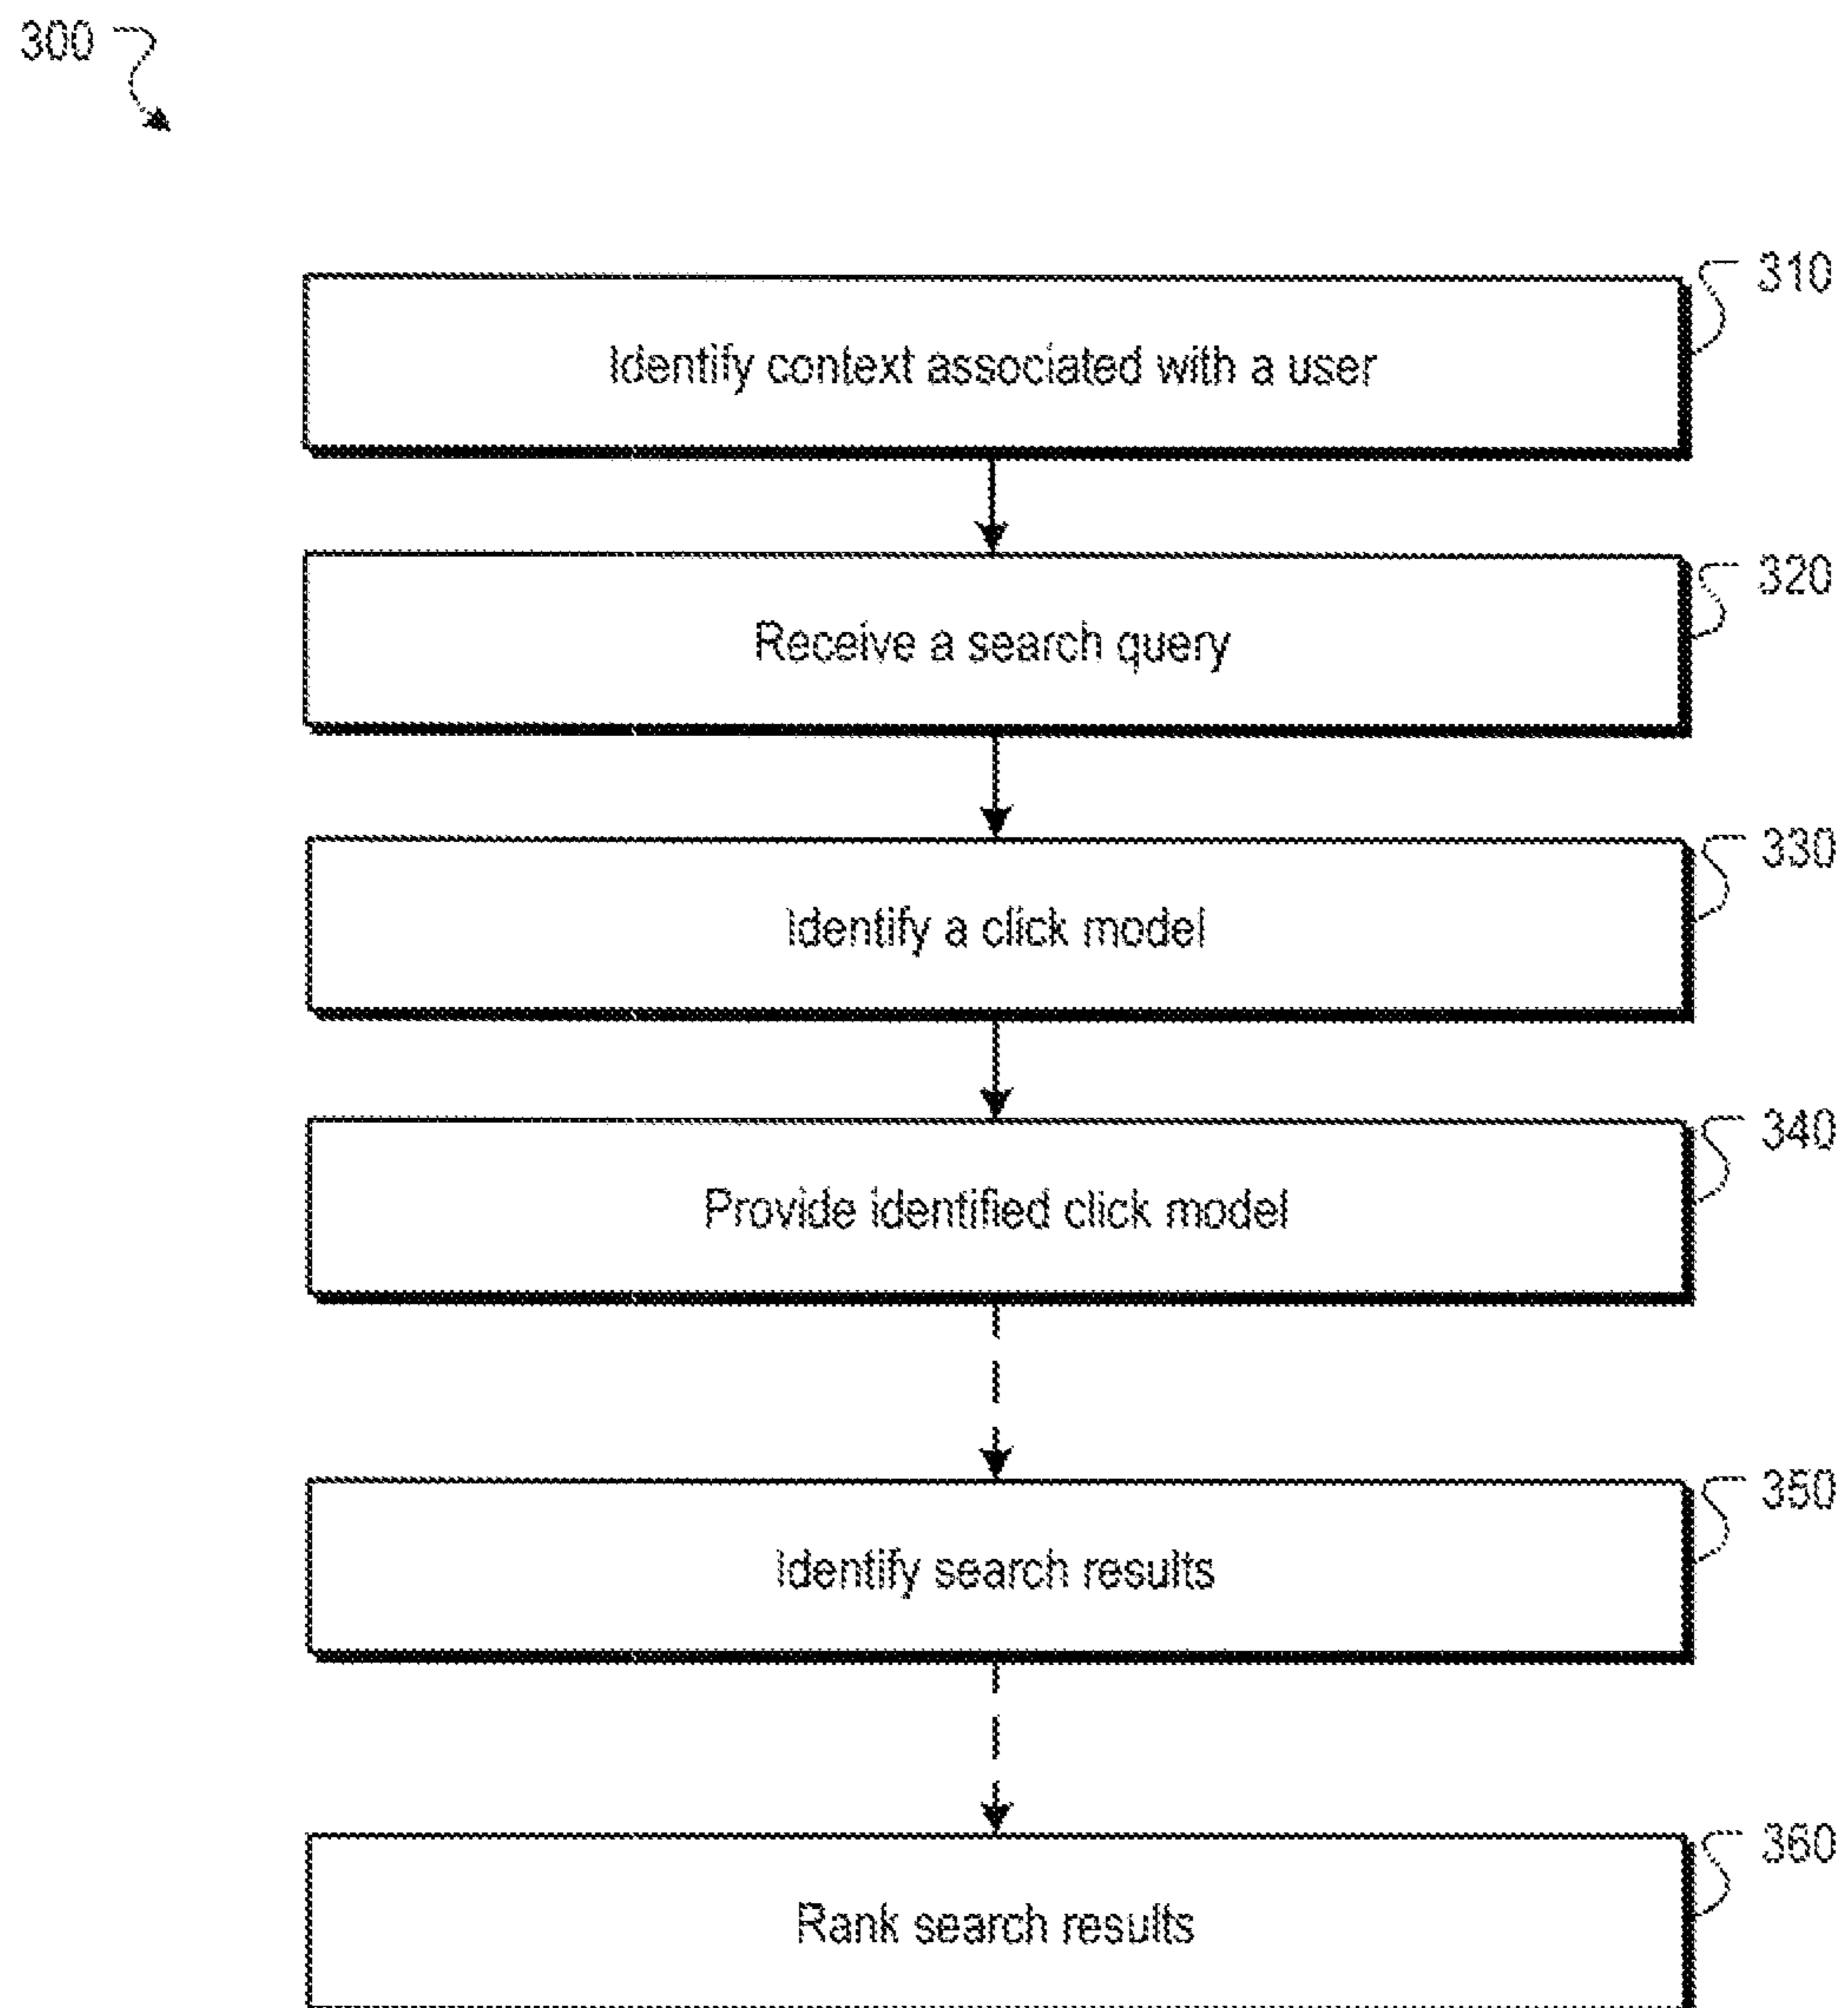 300
310
Identify context associated with a user
320
Receive a search query
330
Identify a click model
340
Provide identified click model
350
Identify search results
360
Rank search results